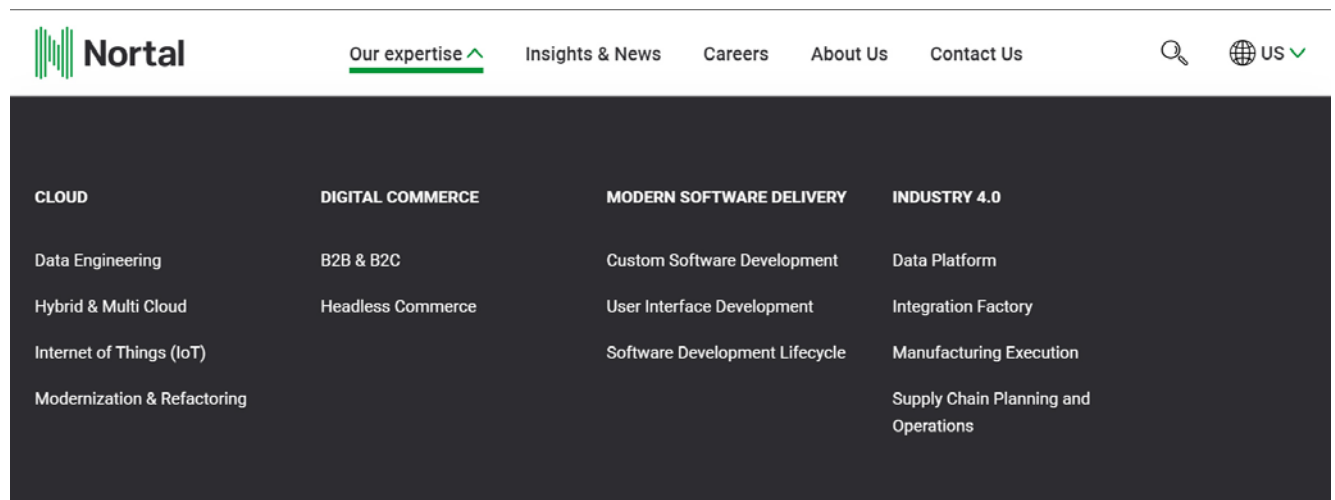 Nortal
Our expertise
Insights & News
Careers
About Us
Contact Us
US
CLOUD
Data Engineering
Hybrid & Multi Cloud
Internet of Things (IoT)
Modernization & Refactoring
DIGITAL COMMERCE
B2B & B2C
Headless Commerce
MODERN SOFTWARE DELIVERY
Custom Software Development
User Interface Development
Software Development Lifecycle
INDUSTRY 4.0
Data Platform
Integration Factory
Manufacturing Execution
Supply Chain Planning and
Operations